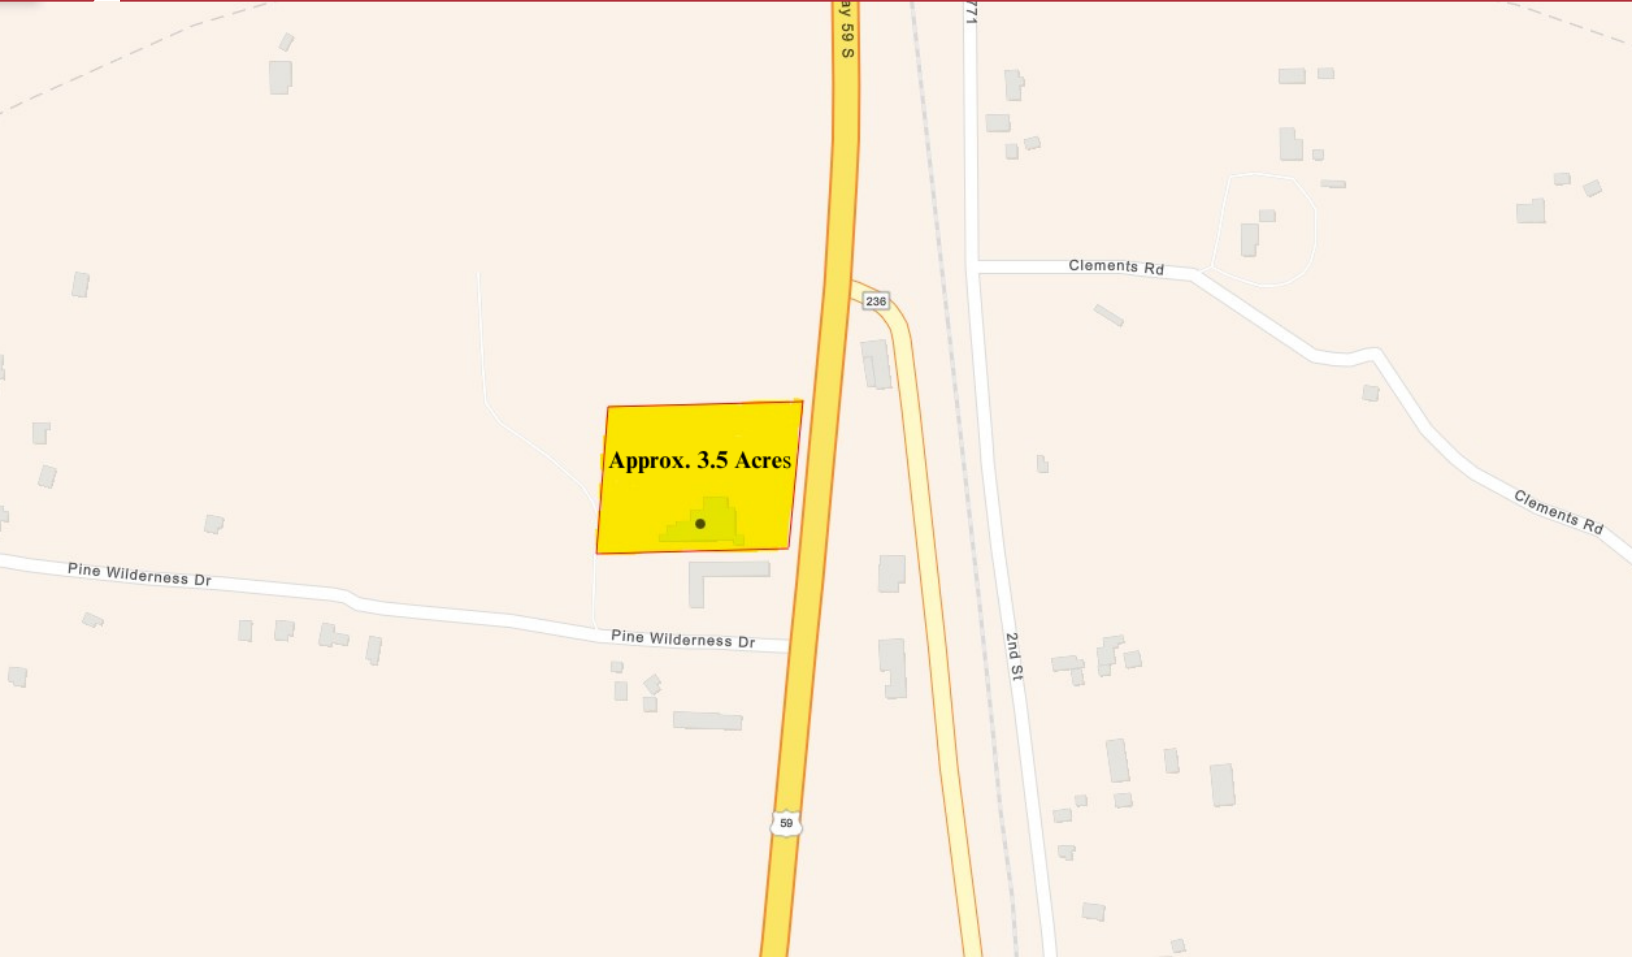 ay 59 S
771
Clements Rd
236
Approx. 3.5 Acres
Clements Rd
Pine Wilderness Dr
Pine Wilderness Dr
2nd St
59